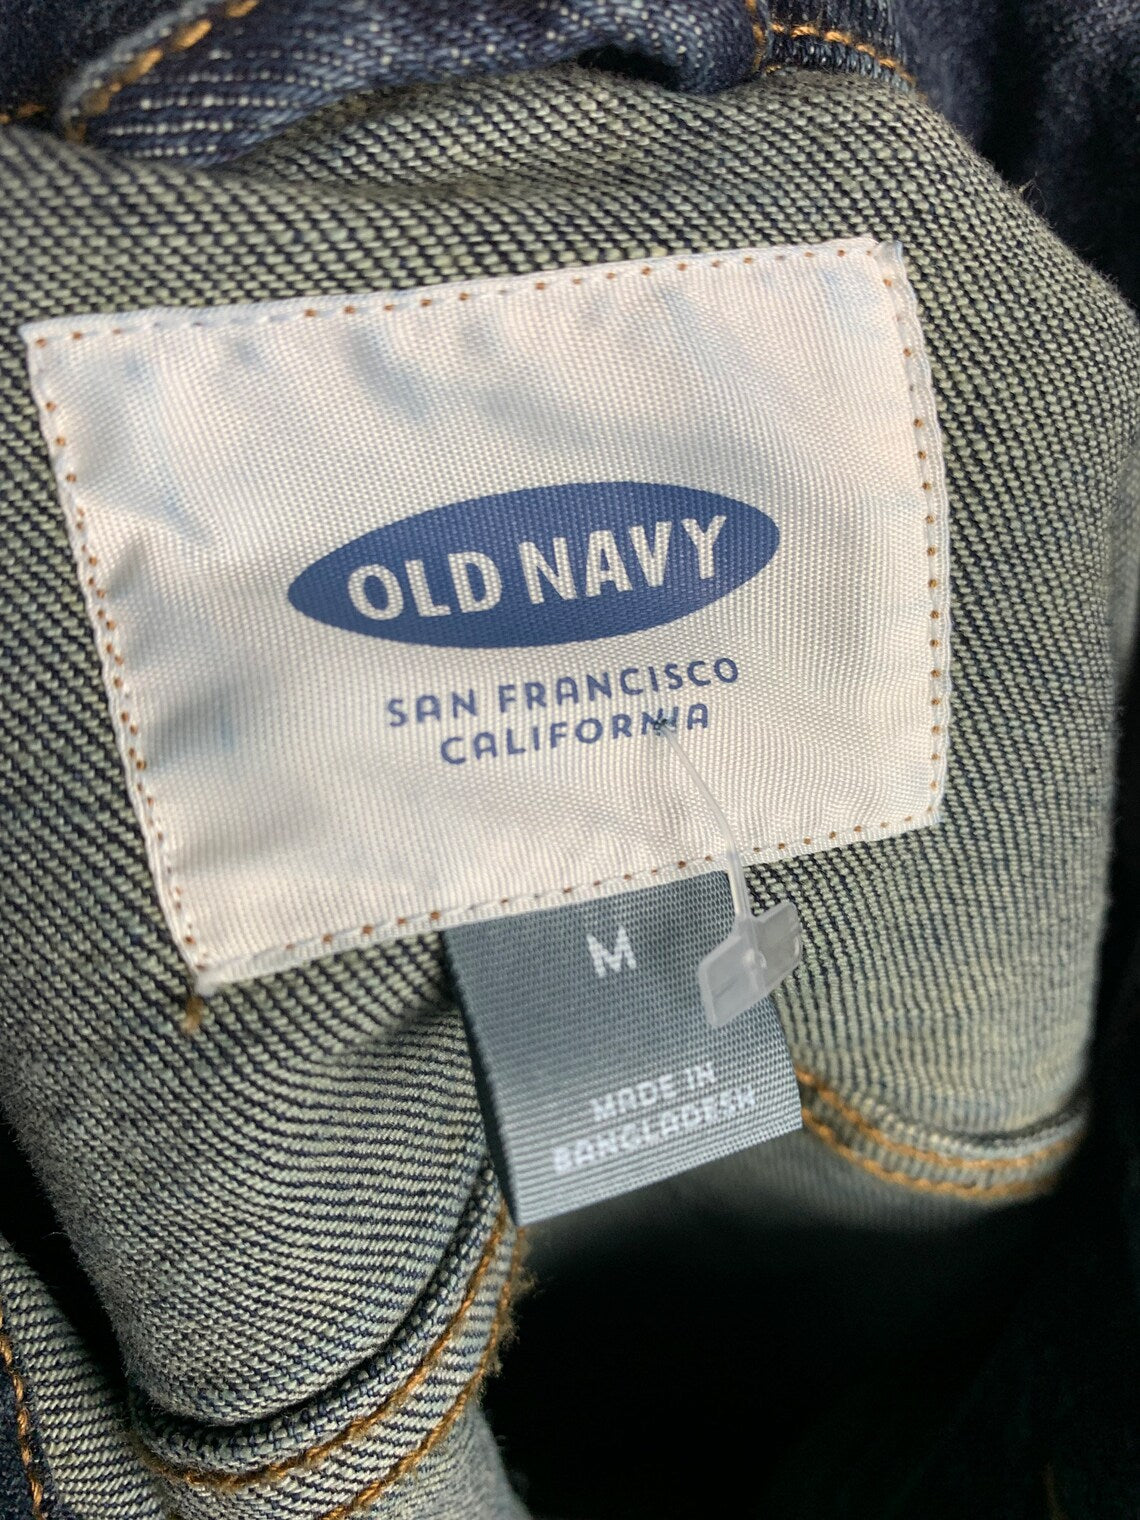 OLD NAVY
SAN FRANCISCO
CALIFORNIA
M
MADE IN
BANGLADESH